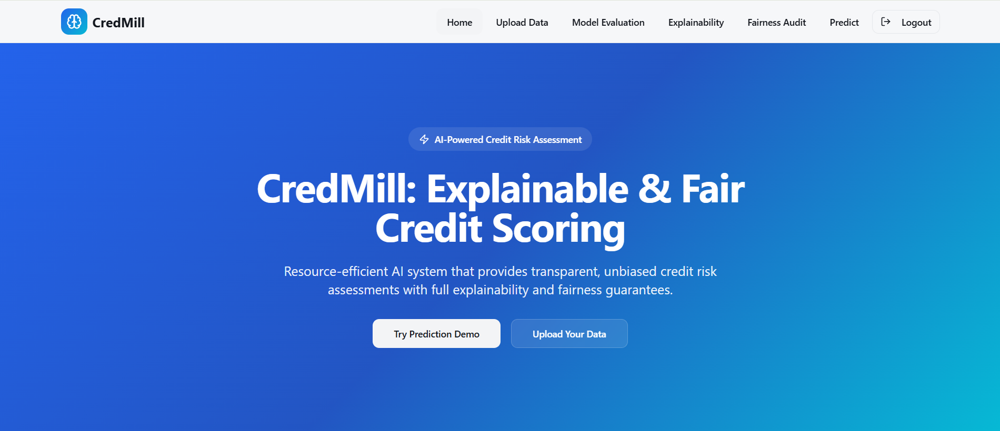 CredMill
Home
Upload Data
Model Evaluation
Explainability
Fairness Audit
Predict
Logout
AI-Powered Credit Risk Assessment
CredMill: Explainable & Fair
Credit Scoring
Resource-efficient AI system that provides transparent, unbiased credit risk
assessments with full explainability and fairness guarantees.
Try Prediction Demo
Upload Your Data